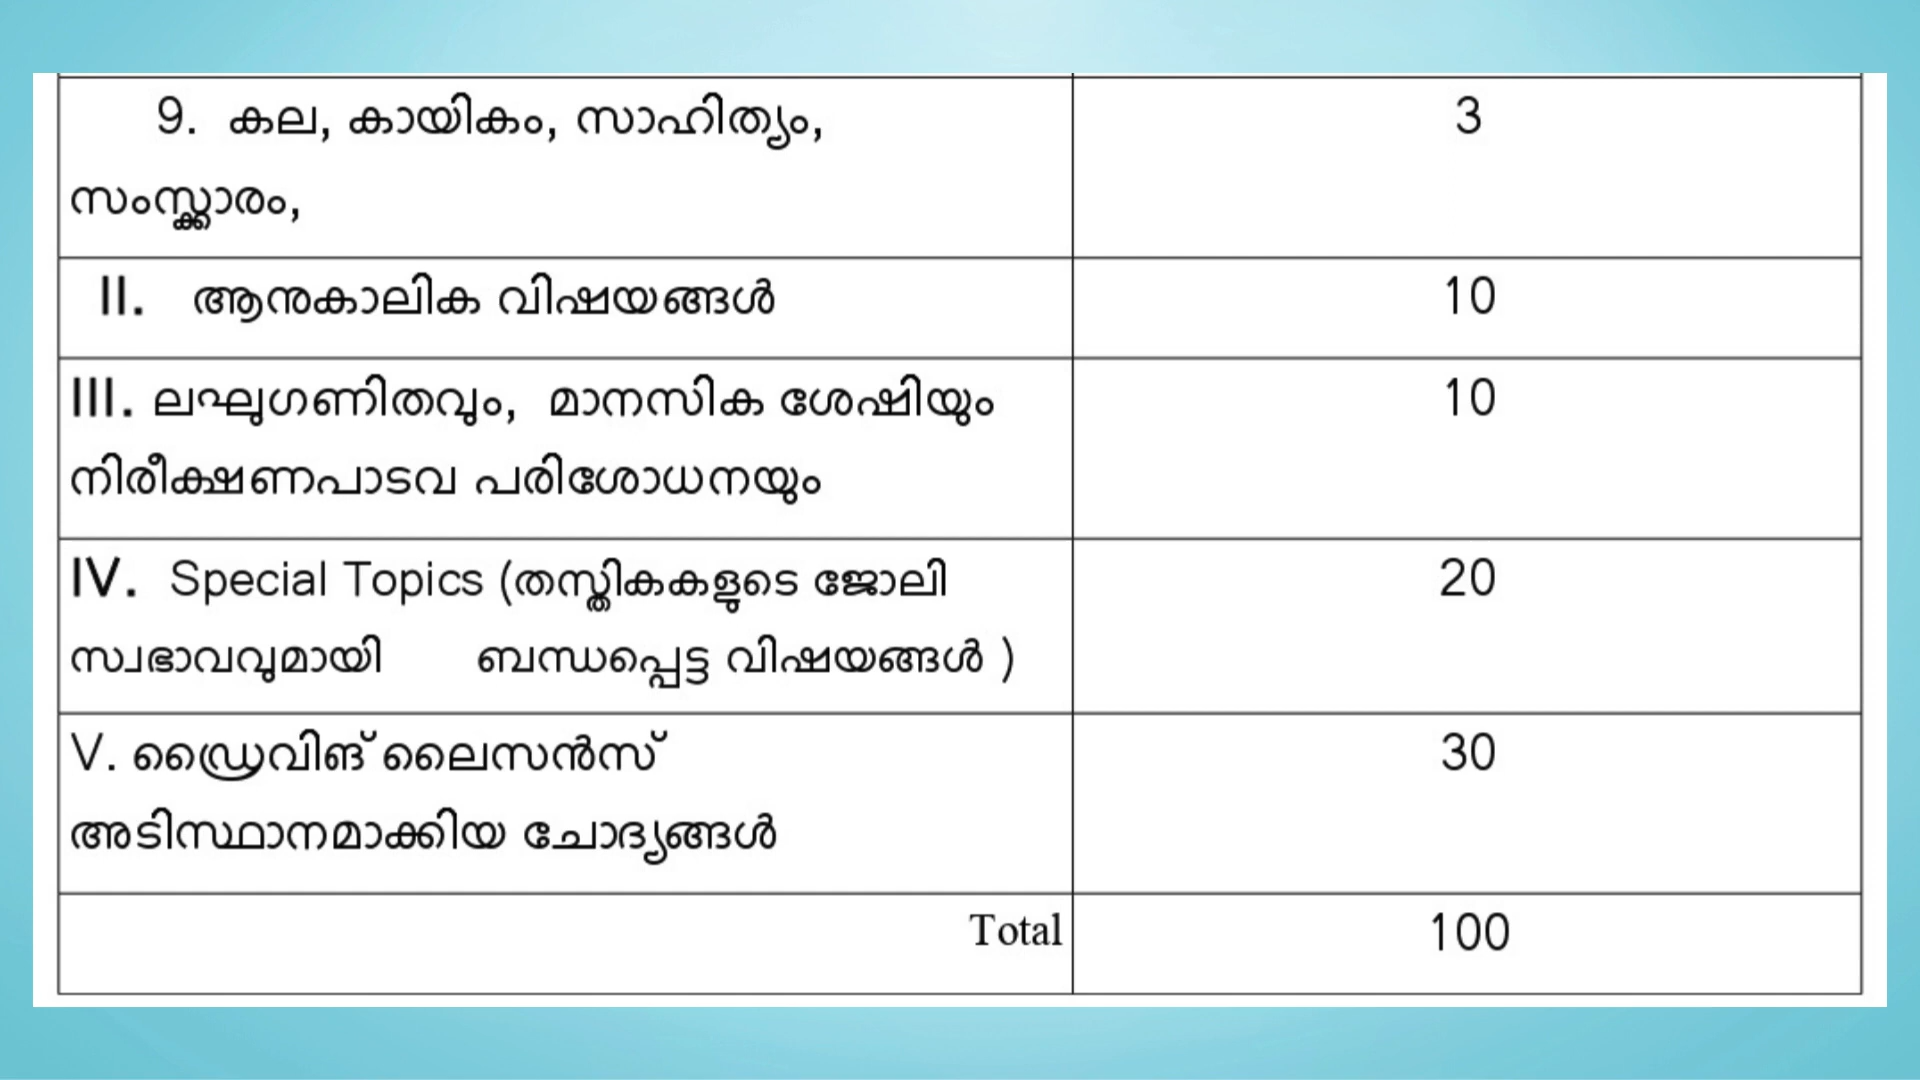 9. കല, കായികം, സാഹിത്യം, 3
സംസ്ക്കാരം,
II. ആനുകാലിക വിഷയങ്ങൾ 10
III. ലഘുഗണിതവും, മാനസിക ശേഷിയും 10
നിരീക്ഷണപാടവ പരിശോധനയും
IV. Special Topics (തസ്തികകളുടെ ജോലി 20
സ്വഭാവവുമായി ബന്ധപ്പെട്ട വിഷയങ്ങൾ )
V. ഡ്രൈവിങ് ലൈസൻസ് 30
അടിസ്ഥാനമാക്കിയ ചോദ്യങ്ങൾ
Total 100